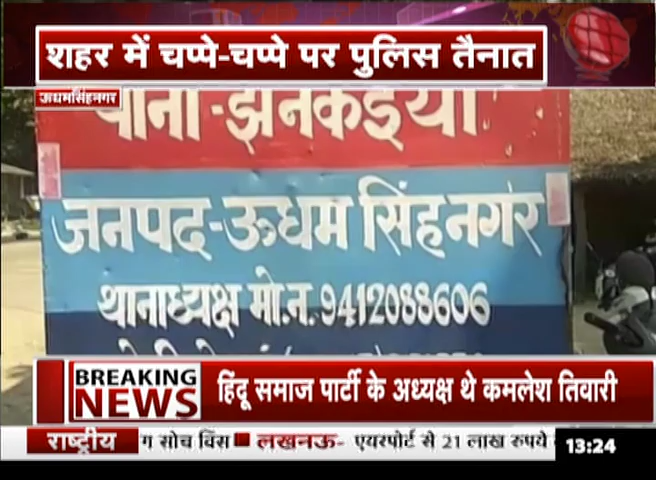 शहर में चप्पे-चप्पे पर पुलिस तैनात
ऊधमसिंहनगर
थाना-झनकइया
जनपद-ऊधम सिंह नगर
थानाध्यक्ष मो.न. 9412088606
BREAKING NEWS
हिंदू समाज पार्टी के अध्यक्ष थे कमलेश तिवारी
राष्ट्रीय
ग सोच विंस लखनऊ- एयरपोर्ट से 21 लाख रुपये
13:24